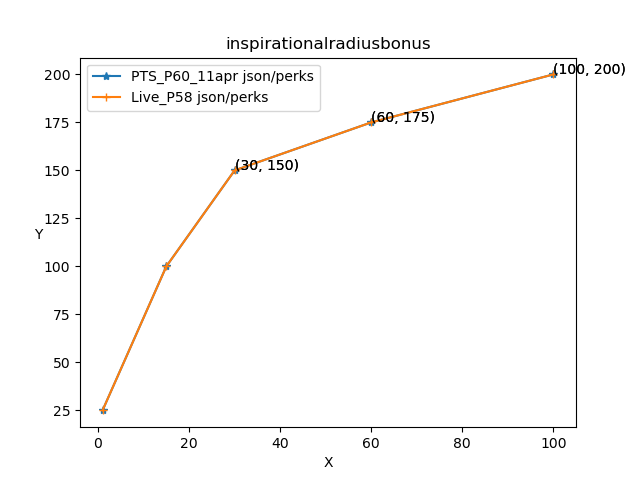 inspirationalradiusbonus
PTS_P60_11apr json/perks
Live_P58 json/perks
(100, 200)
(60, 175)
(30, 150)
200
175
150
125
100
75
50
25
Y
0 20 40 60 80 100
X